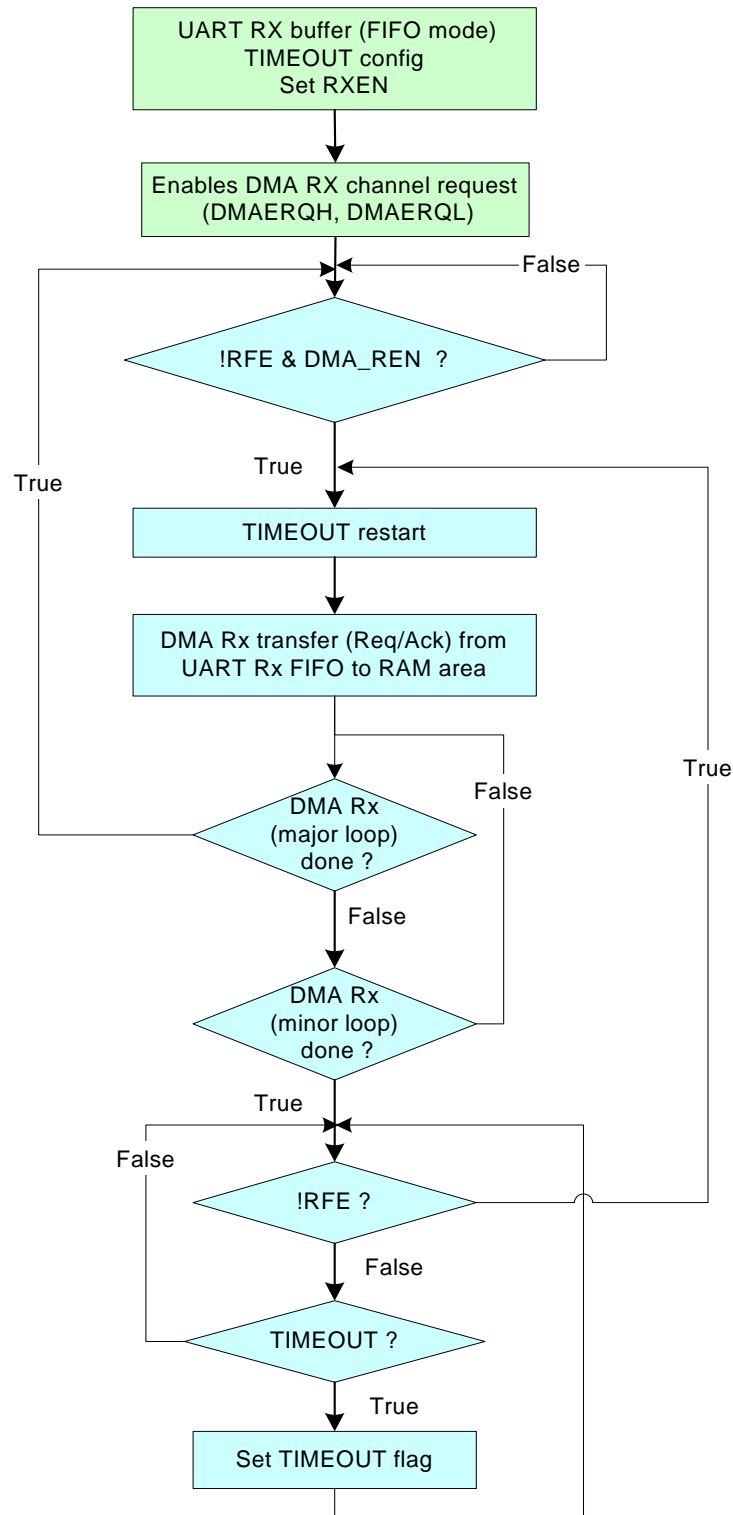 UART RX buffer (FIFO mode)
TIMEOUT config
Set RXEN
Enables DMA RX channel request
(DMAERQH, DMAERQL)
False
!RFE & DMA_REN ?
True
True
TIMEOUT restart
DMA Rx transfer (Req/Ack) from
UART Rx FIFO to RAM area
True
False
DMA Rx
(major loop)
done ?
False
DMA Rx
(minor loop)
done ?
True
False
!RFE ?
False
TIMEOUT ?
True
Set TIMEOUT flag